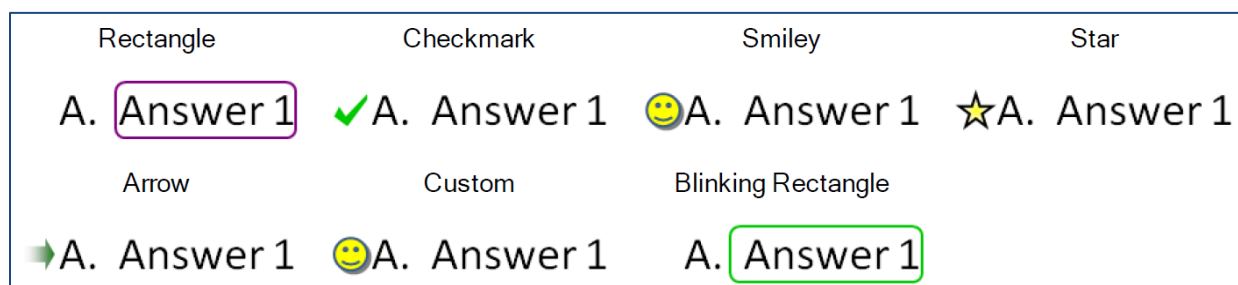 Rectangle Checkmark Smiley Star
A. Answer 1 A. Answer 1 A. Answer 1 A. Answer 1
Arrow Custom Blinking Rectangle
A. Answer 1 A. Answer 1 A. Answer 1